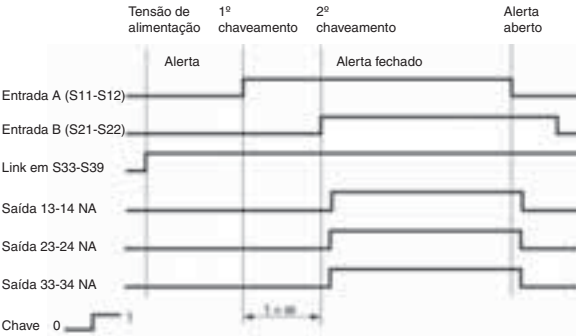 Tensão de alimentação
1º chaveamento
2º chaveamento
Alerta aberto
Alerta
Alerta fechado
Entrada A (S11-S12)
Entrada B (S21-S22)
Link em S33-S39
Saída 13-14 NA
Saída 23-24 NA
Saída 33-34 NA
t = ∞
Chave 0 1